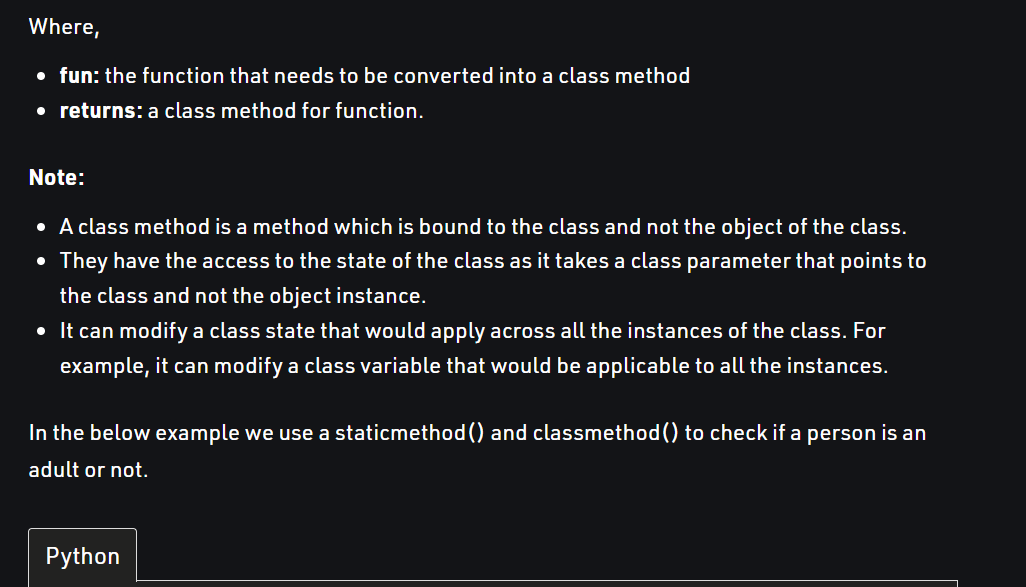 Where,
• fun: the function that needs to be converted into a class method
• returns: a class method for function.
Note:
• A class method is a method which is bound to the class and not the object of the class.
• They have the access to the state of the class as it takes a class parameter that points to
the class and not the object instance.
• It can modify a class state that would apply across all the instances of the class. For
example, it can modify a class variable that would be applicable to all the instances.
In the below example we use a staticmethod() and classmethod() to check if a person is an
adult or not.
Python